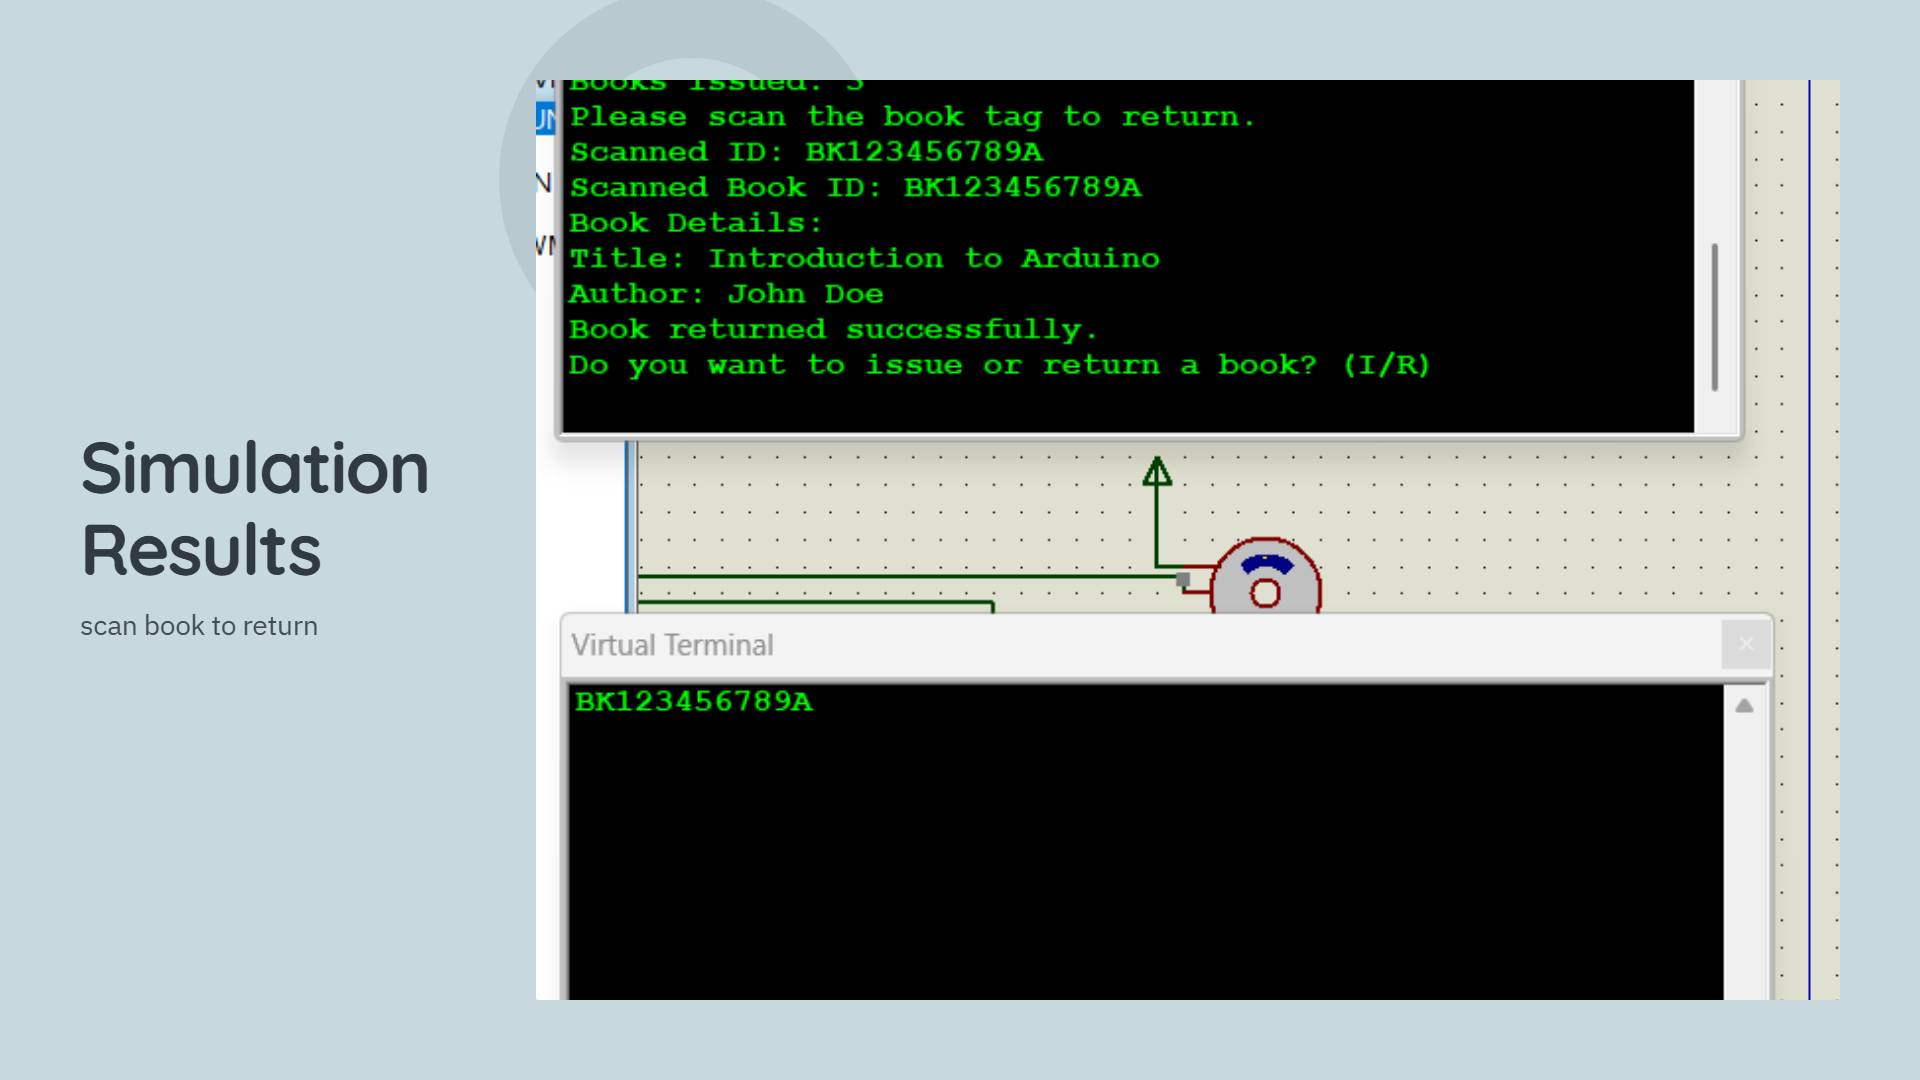 Simulation
Results
scan book to return
Books Issued:
Please scan the book tag to return.
Scanned ID: BK123456789A
Scanned Book ID: BK123456789A
Book Details:
Title: Introduction to Arduino
Author: John Doe
Book returned successfully.
Do you want to issue or return a book? (I/R)
Virtual Terminal
BK123456789A